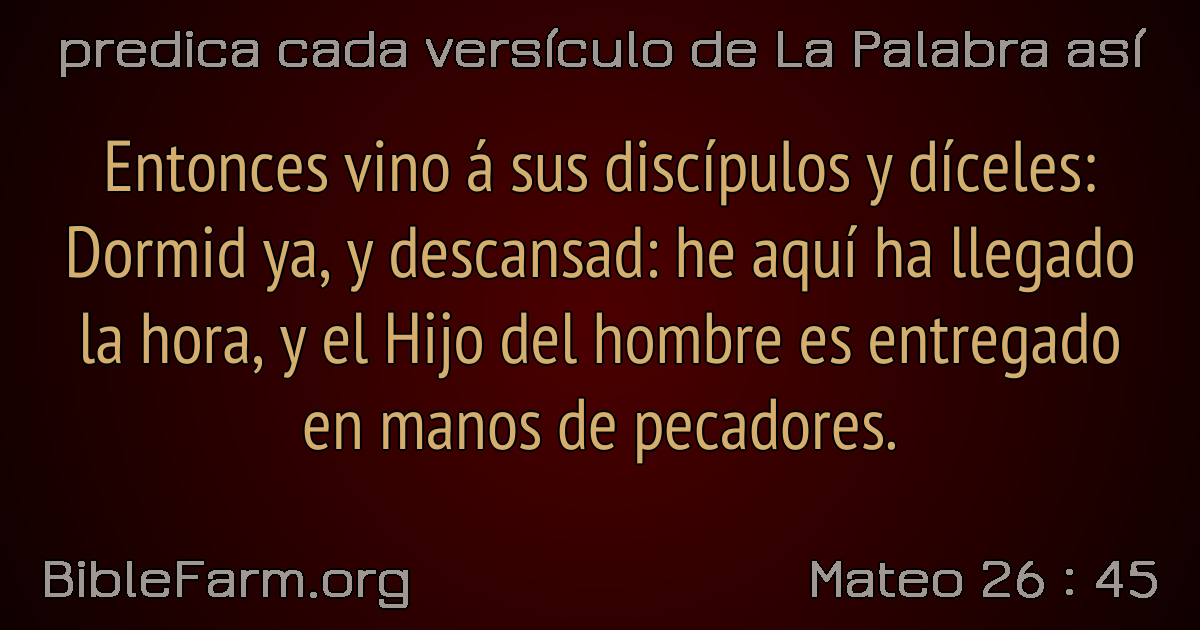 predica cada versículo de La Palabra así
Entonces vino á sus discípulos y díceles:
Dormid ya, y descansad: he aquí ha llegado
la hora, y el Hijo del hombre es entregado
en manos de pecadores.
BibleFarm.org
Mateo 26 : 45